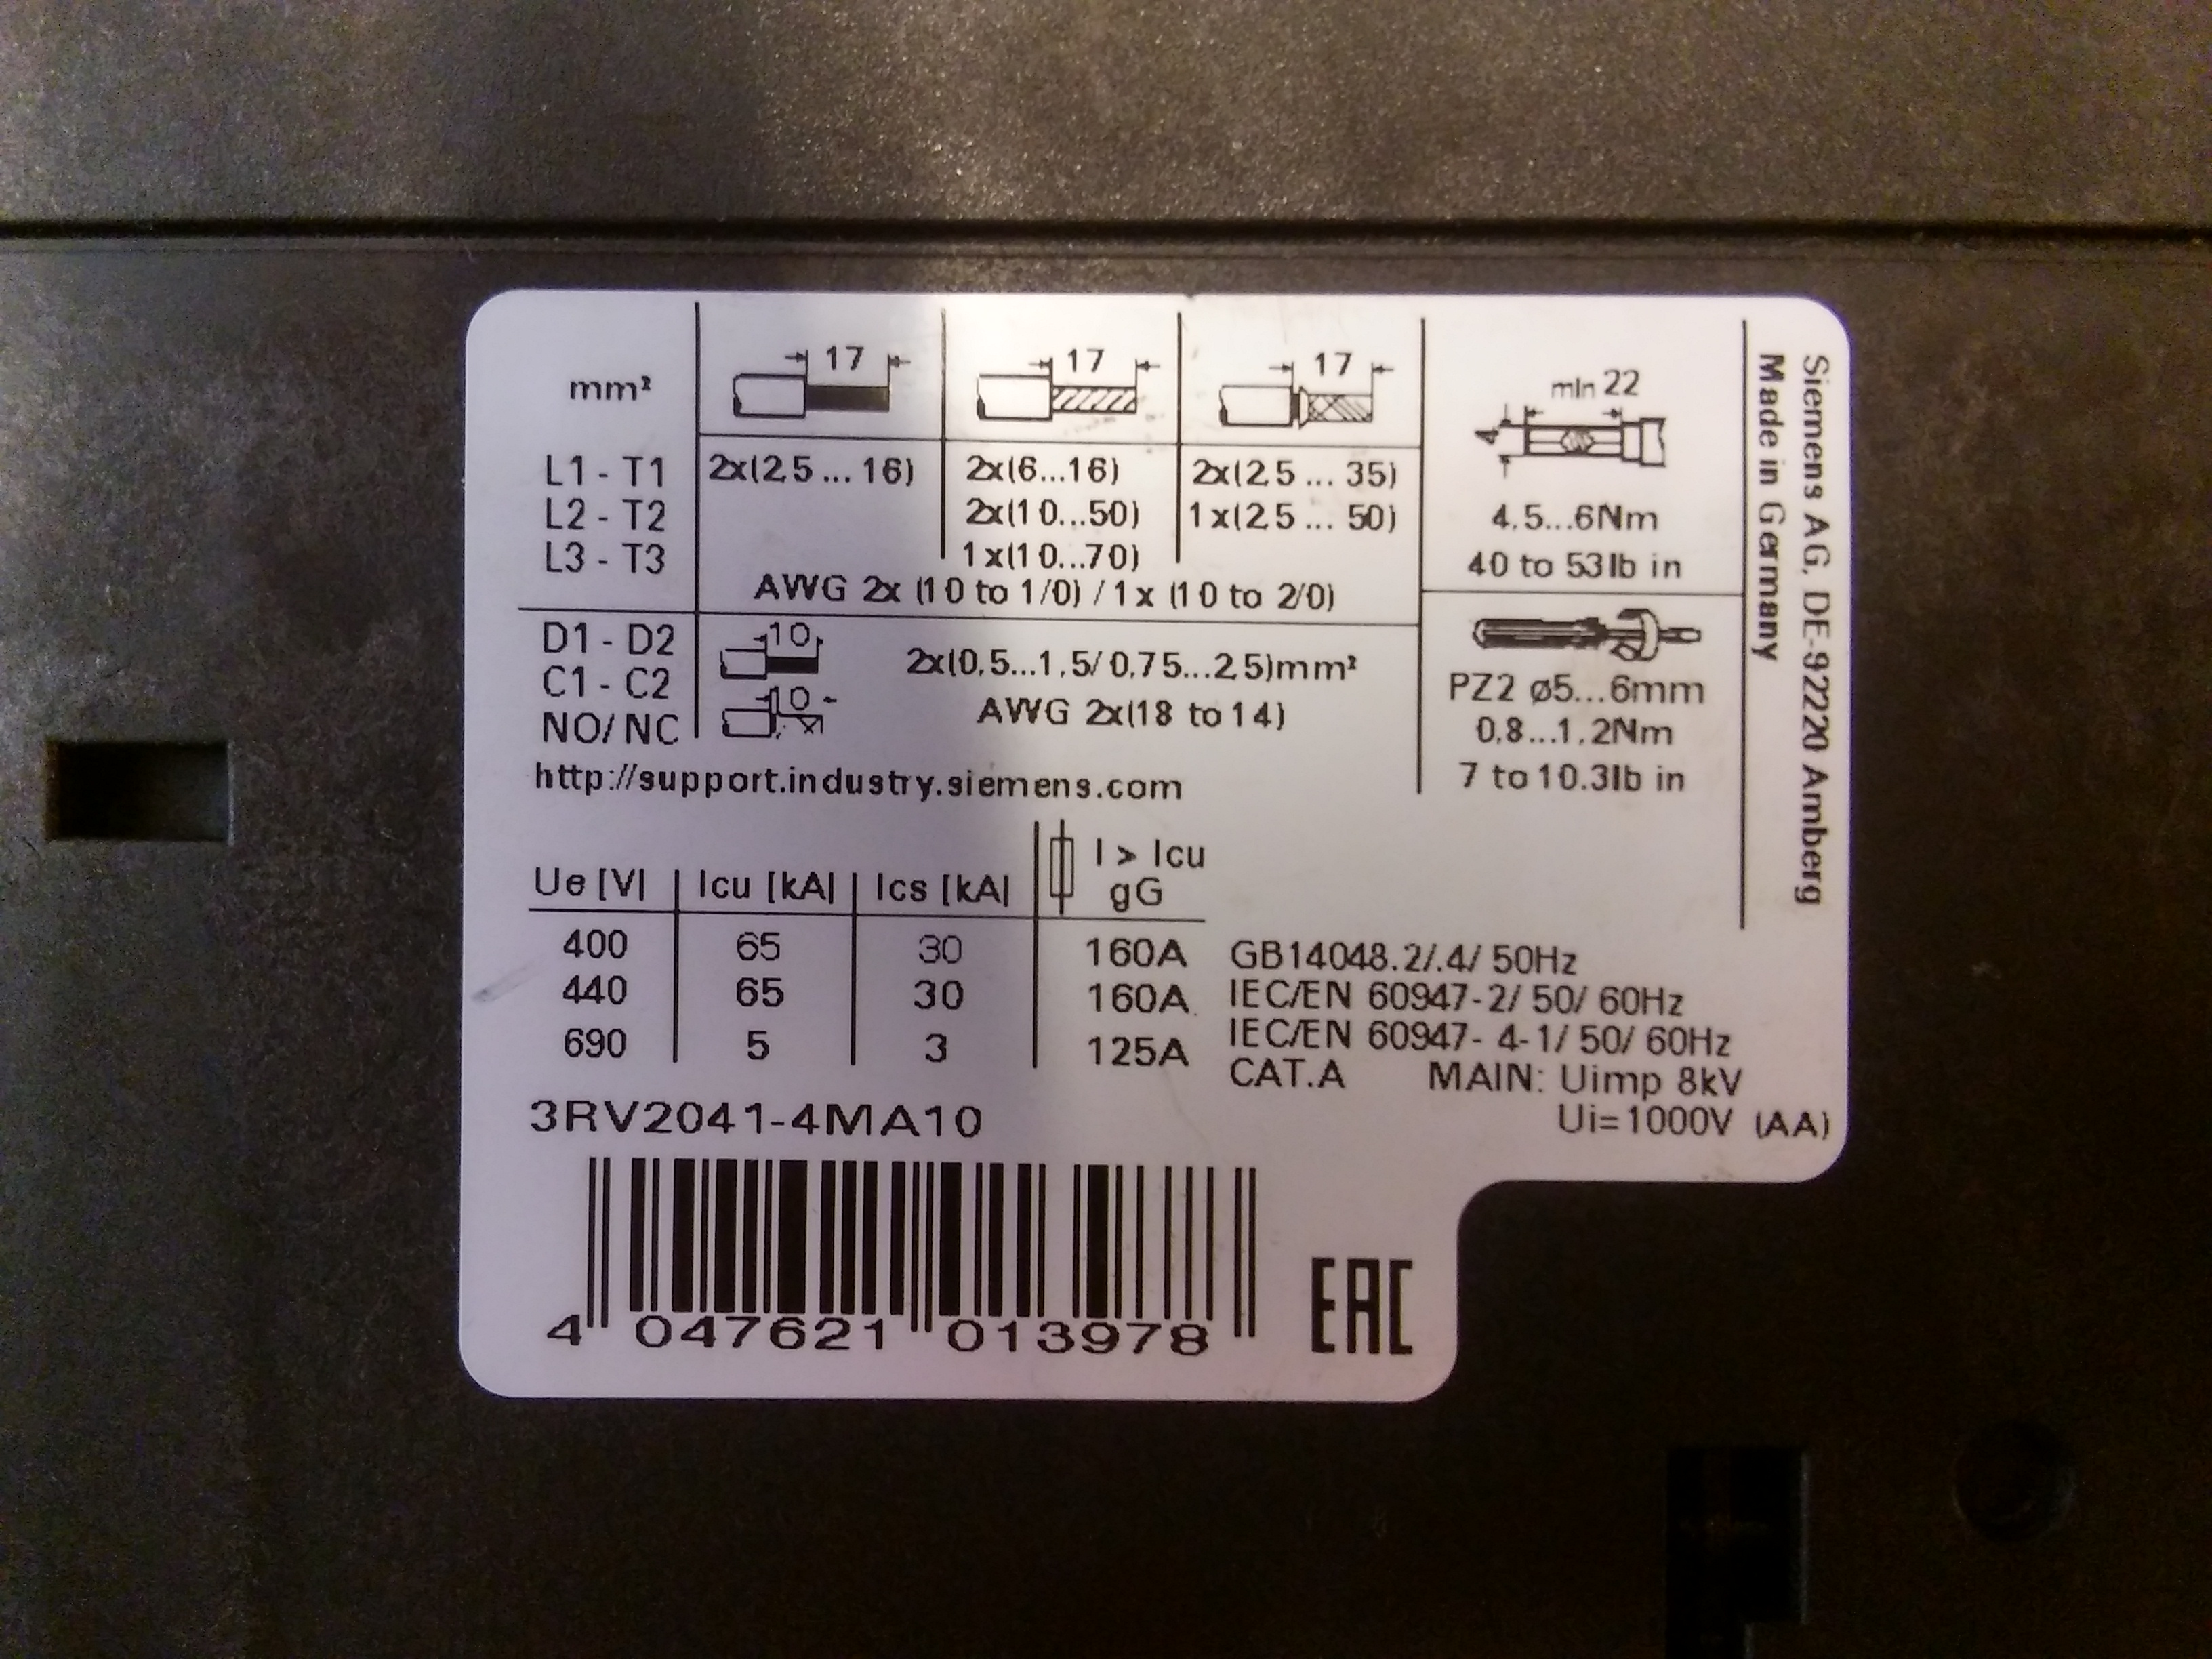 mm²
17
17
17
min 22
4
L1 - T1 2x(2,5 ... 16) 2x(6...16) 2x(2,5 ... 35)
L2 - T2 2x(10...50) 1x(2,5 ... 50) 4,5...6Nm
L3 - T3 1x(10...70) 40 to 53lb in
AWG 2x (10 to 1/0) / 1x (10 to 2/0)
D1 - D2 10 2x(0,5...1,5/ 0,75...2,5)mm²
C1 - C2 10 AWG 2x(18 to 14)
NO/ NC
PZ2 ø5...6mm
0,8...1,2Nm
7 to 10.3lb in
http://support.industry.siemens.com
Siemens AG, DE-92220 Amberg
Made in Germany
Ue [V] Icu [kA] Ics [kA] I > Icu
gG
400 65 30 160A
440 65 30 160A
690 5 3 125A
GB14048.2/.4/ 50Hz
IEC/EN 60947-2/ 50/ 60Hz
IEC/EN 60947- 4-1/ 50/ 60Hz
CAT.A MAIN: Uimp 8kV
Ui=1000V (AA)
3RV2041-4MA10
4 047621 013978
EAC